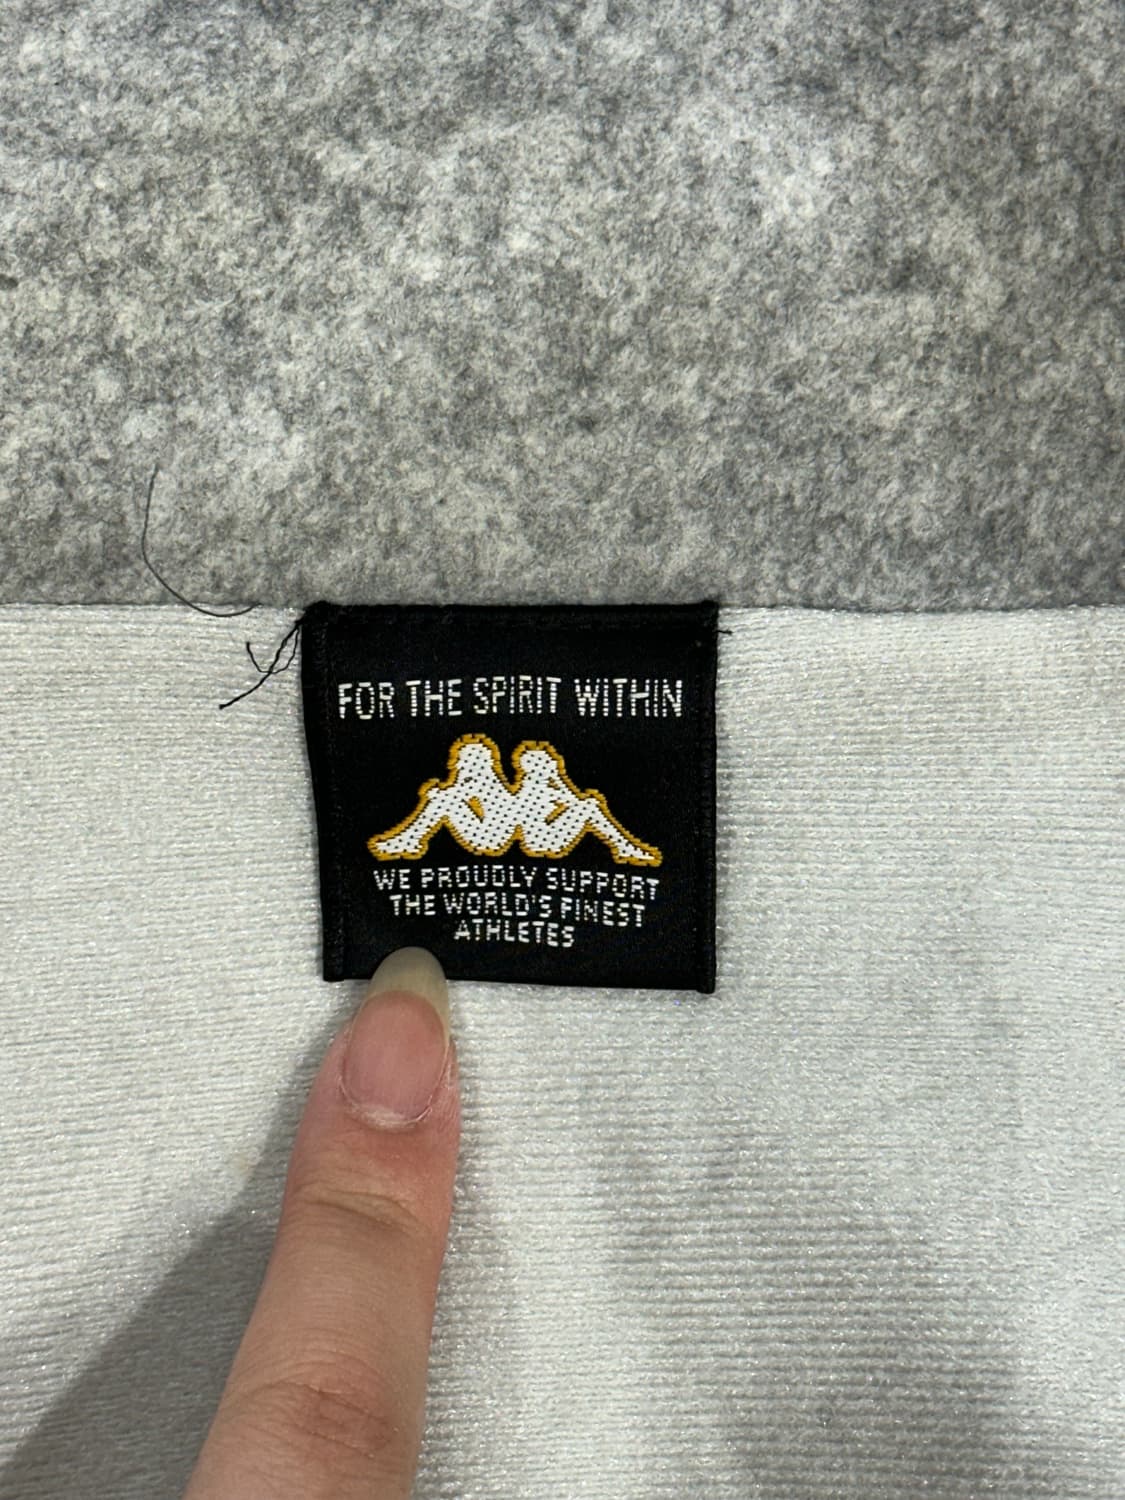 FOR THE SPIRIT WITHIN
WE PROUDLY SUPPORT
THE WORLD'S FINEST
ATHLETES